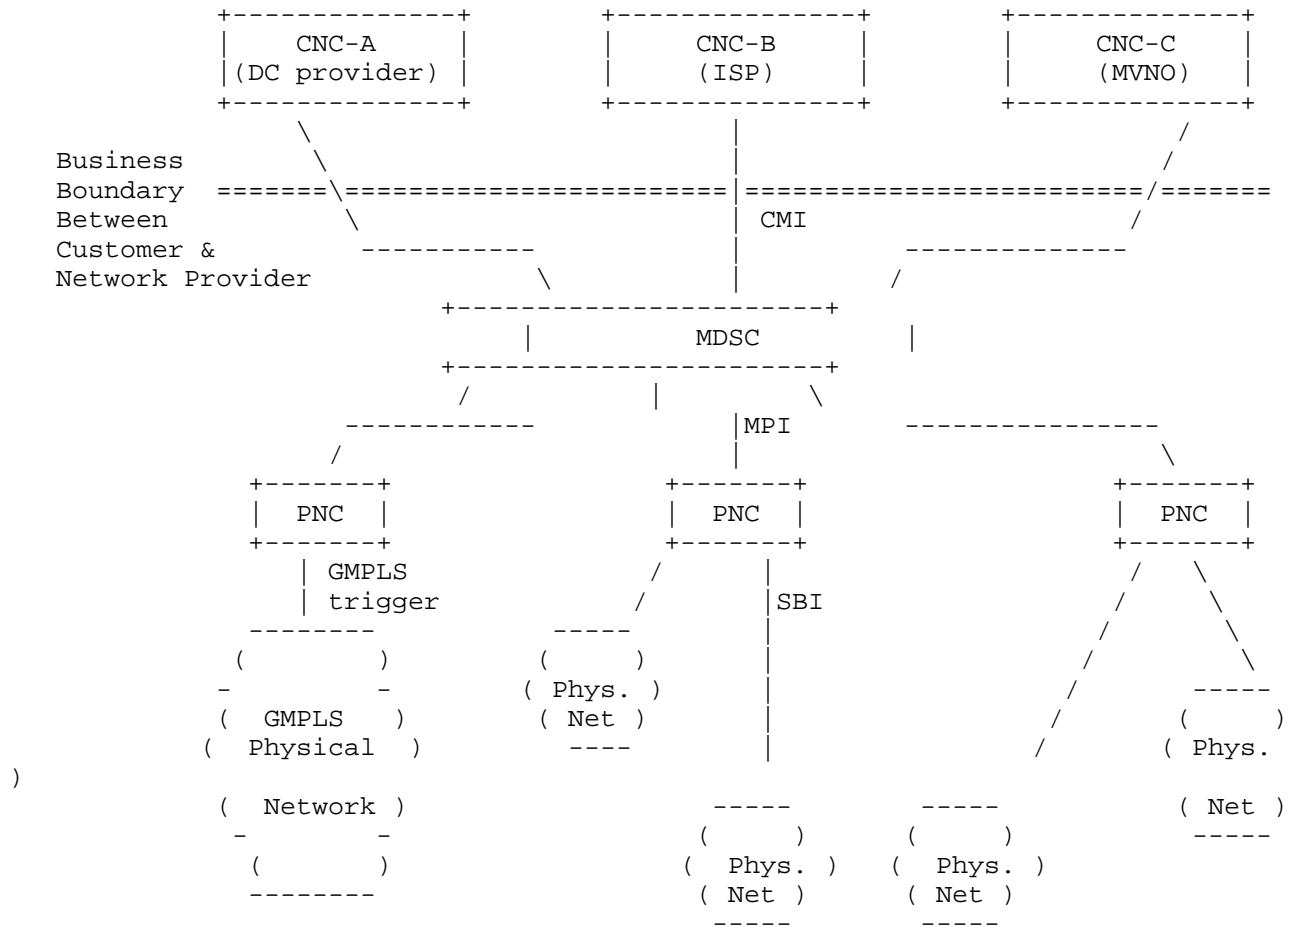 CNC-A CNC-B CNC-C
(DC provider) (ISP) (MVNO)
Business
Boundary
Between CMI
Customer &
Network Provider
MDSC
MPI
PNC PNC PNC
GMPLS
trigger SBI
Phys.
GMPLS Net
Physical Phys.
Network Net
Phys. Phys.
Net Net